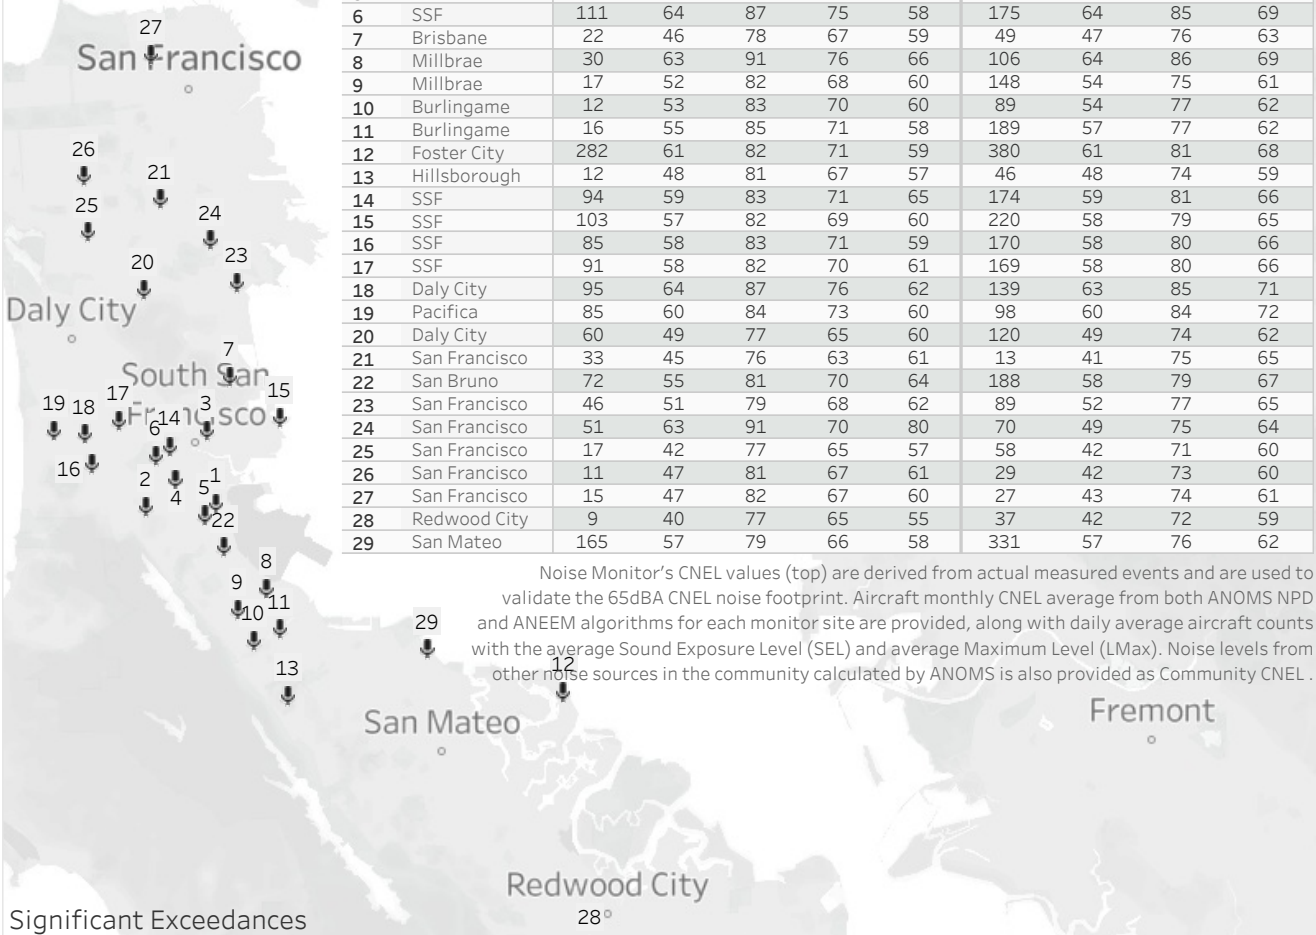 6 SSF 111 64 87 75 58 175 64 85 69
7 Brisbane 22 46 78 67 59 49 47 76 63
8 Millbrae 30 63 91 76 66 106 64 86 69
9 Millbrae 17 52 82 68 60 148 54 75 61
10 Burlingame 12 53 83 70 60 89 54 77 62
11 Burlingame 16 55 85 71 58 189 57 77 62
12 Foster City 282 61 82 71 59 380 61 81 68
13 Hillsborough 12 48 81 67 57 46 48 74 59
14 SSF 94 59 83 71 65 174 59 81 66
15 SSF 103 57 82 69 60 220 58 79 65
16 SSF 85 58 83 71 59 170 58 80 66
17 SSF 91 58 82 70 61 169 58 80 66
18 Daly City 95 64 87 76 62 139 63 85 71
19 Pacifica 85 60 84 73 60 98 60 84 72
20 Daly City 60 49 77 65 60 120 49 74 62
21 San Francisco 33 45 76 63 61 13 41 75 65
22 San Bruno 72 55 81 70 64 188 58 79 67
23 San Francisco 46 51 79 68 62 89 52 77 65
24 San Francisco 51 63 91 70 80 70 49 75 64
25 San Francisco 17 42 77 65 57 58 42 71 60
26 San Francisco 11 47 81 67 61 29 42 73 60
27 San Francisco 15 47 82 67 60 27 43 74 61
28 Redwood City 9 40 77 65 55 37 42 72 59
29 San Mateo 165 57 79 66 58 331 57 76 62
Noise Monitor's CNEL values (top) are derived from actual measured events and are used to
validate the 65dBA CNEL noise footprint. Aircraft monthly CNEL average from both ANOMS NPD
and ANEEM algorithms for each monitor site are provided, along with daily average aircraft counts
with the average Sound Exposure Level (SEL) and average Maximum Level (LMax). Noise levels from
other noise sources in the community calculated by ANOMS is also provided as Community CNEL .
27
San Francisco
26
21
25
24
23
20
Daly City
7
South San
Francisco
19
18
17
6
14
3
15
16
2
4
5
1
22
8
9
10
11
29
12
13
San Mateo
Fremont
Redwood City
28
Significant Exceedances